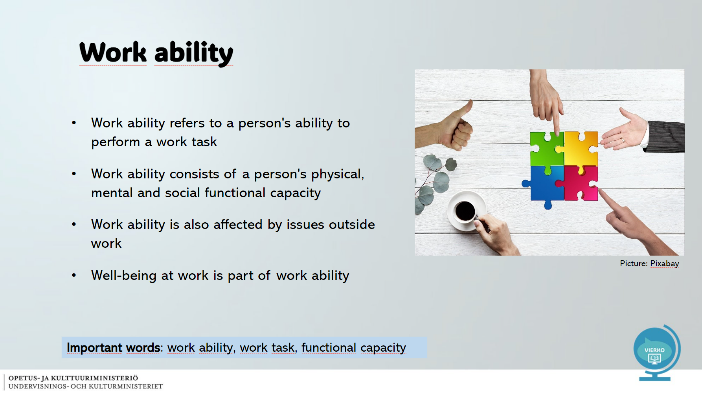 Work ability
• Work ability refers to a person's ability to
perform a work task
• Work ability consists of a person's physical,
mental and social functional capacity
• Work ability is also affected by issues outside
work
• Well-being at work is part of work ability
Picture: Pixabay
Important words: work ability, work task, functional capacity
VIERKO
OPETUS- JA KULTTUURIMINISTERIÖ
UNDERVISNINGS- OCH KULTURMINISTERIET